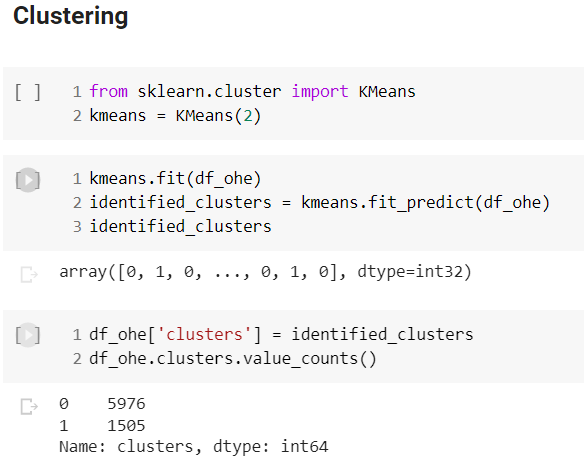 Clustering
[ ] 1 from sklearn.cluster import KMeans
2 kmeans = KMeans(2)
[ ] 1 kmeans.fit(df_ohe)
2 identified_clusters = kmeans.fit_predict(df_ohe)
3 identified_clusters
array([0, 1, 0, ..., 0, 1, 0], dtype=int32)
[ ] 1 df_ohe['clusters'] = identified_clusters
2 df_ohe.clusters.value_counts()
0    5976
1    1505
Name: clusters, dtype: int64